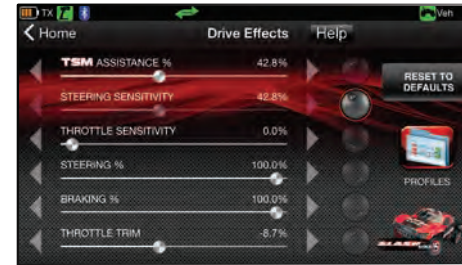 TX Veh
Home Drive Effects Help
TSM ASSISTANCE % 42.8%
RESET TO
DEFAULTS
STEERING SENSITIVITY 42.8%
THROTTLE SENSITIVITY 0.0%
STEERING % 100.0%
PROFILES
BRAKING % 100.0%
THROTTLE TRIM -8.7%
SLASH